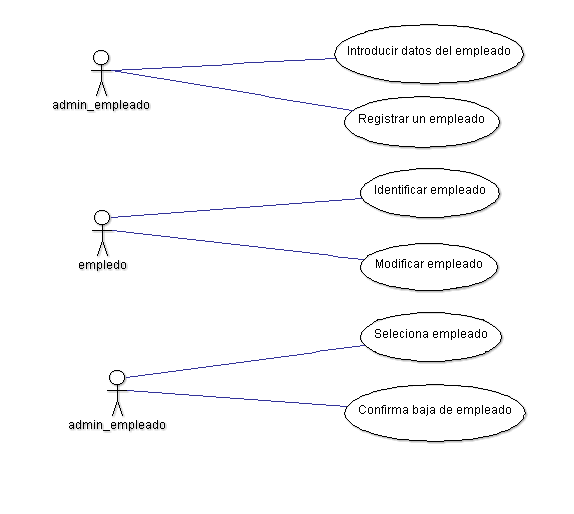 Introducir datos del empleado
admin_empleado
Registrar un empleado
Identificar empleado
empledo
Modificar empleado
Seleciona empleado
admin_empleado
Confirma baja de empleado